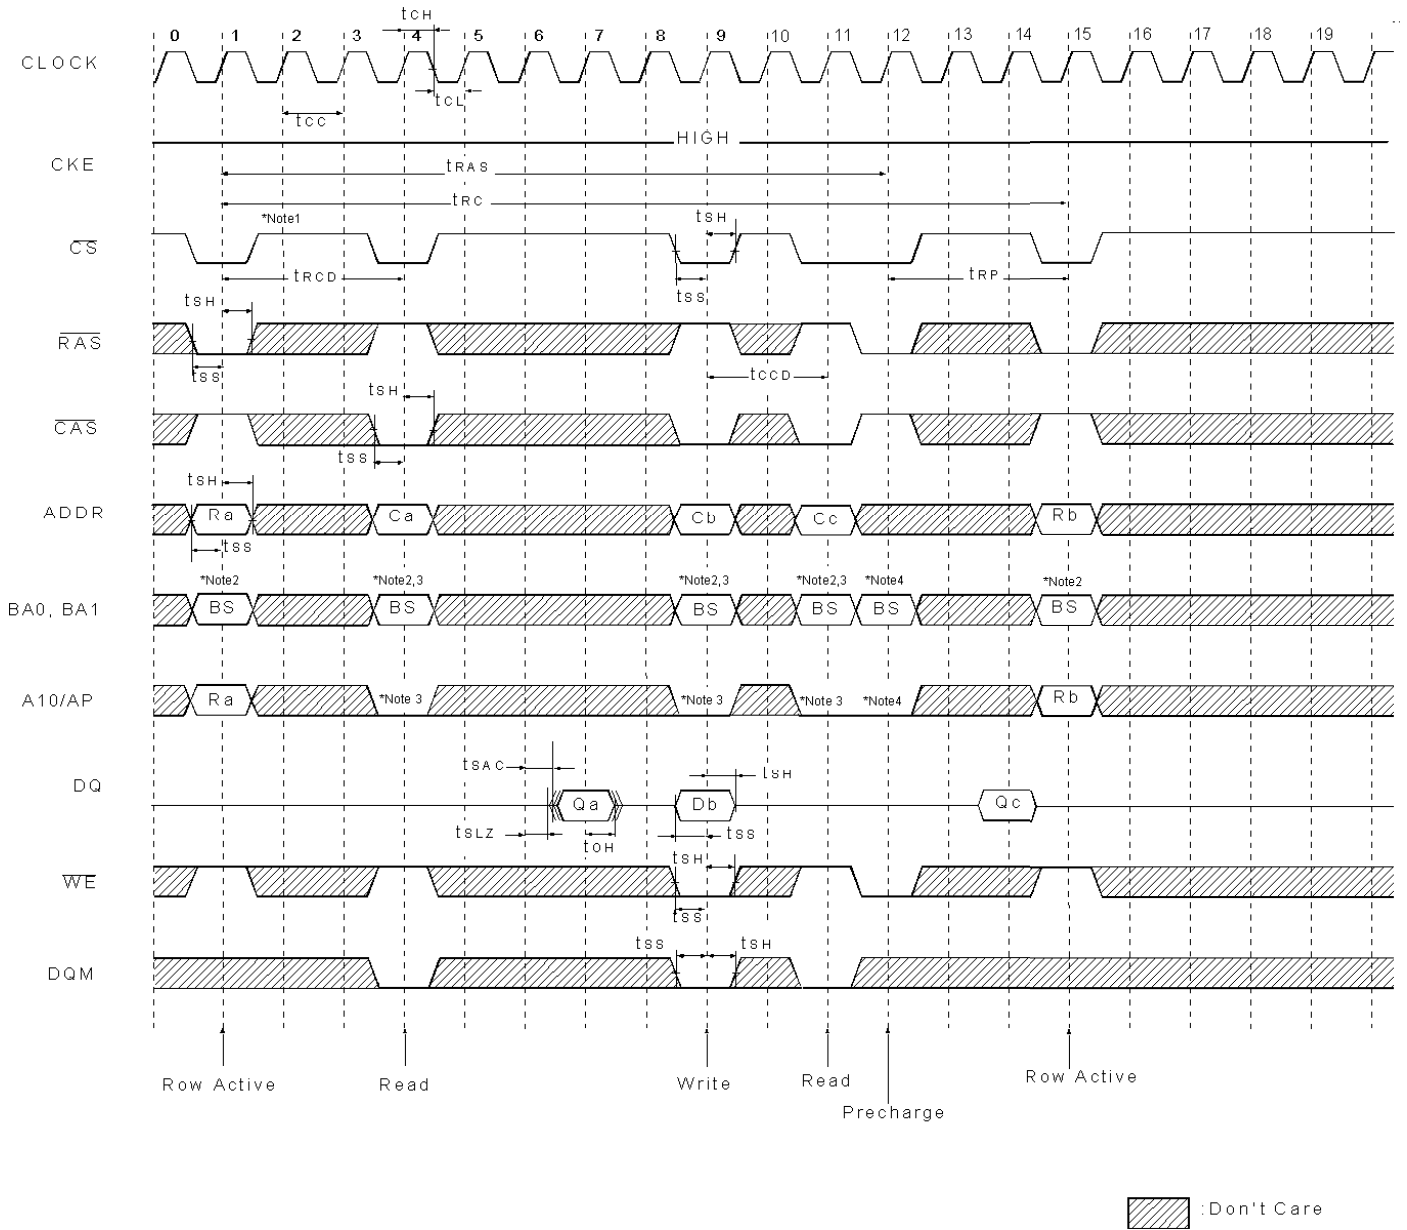 tCH
0 1 2 3 4 5 6 7 8 9 10 11 12 13 14 15 16 17 18 19
CLOCK
tCL
tCC
HIGH
CKE
tRAS
tRC
*Note1
tSH
CS
tRCD
tRP
tSS
tSH
RAS
tSS
tCCD
tSH
CAS
tSS
tSH
ADDR
Ra Ca Cb Cc Rb
tSS
*Note2 *Note2,3 *Note2,3 *Note2,3 *Note4 *Note2
BA0, BA1
BS BS BS BS BS BS
A10/AP
Ra *Note 3 *Note 3 *Note 3 *Note4 Rb
tSAC
tSH
DQ
Qa Db Qc
tSLZ
tOH
tSS
tSH
WE
tSS
tSS tSH
DQM
Row Active Read Write Read Row Active
Precharge
:Don't Care